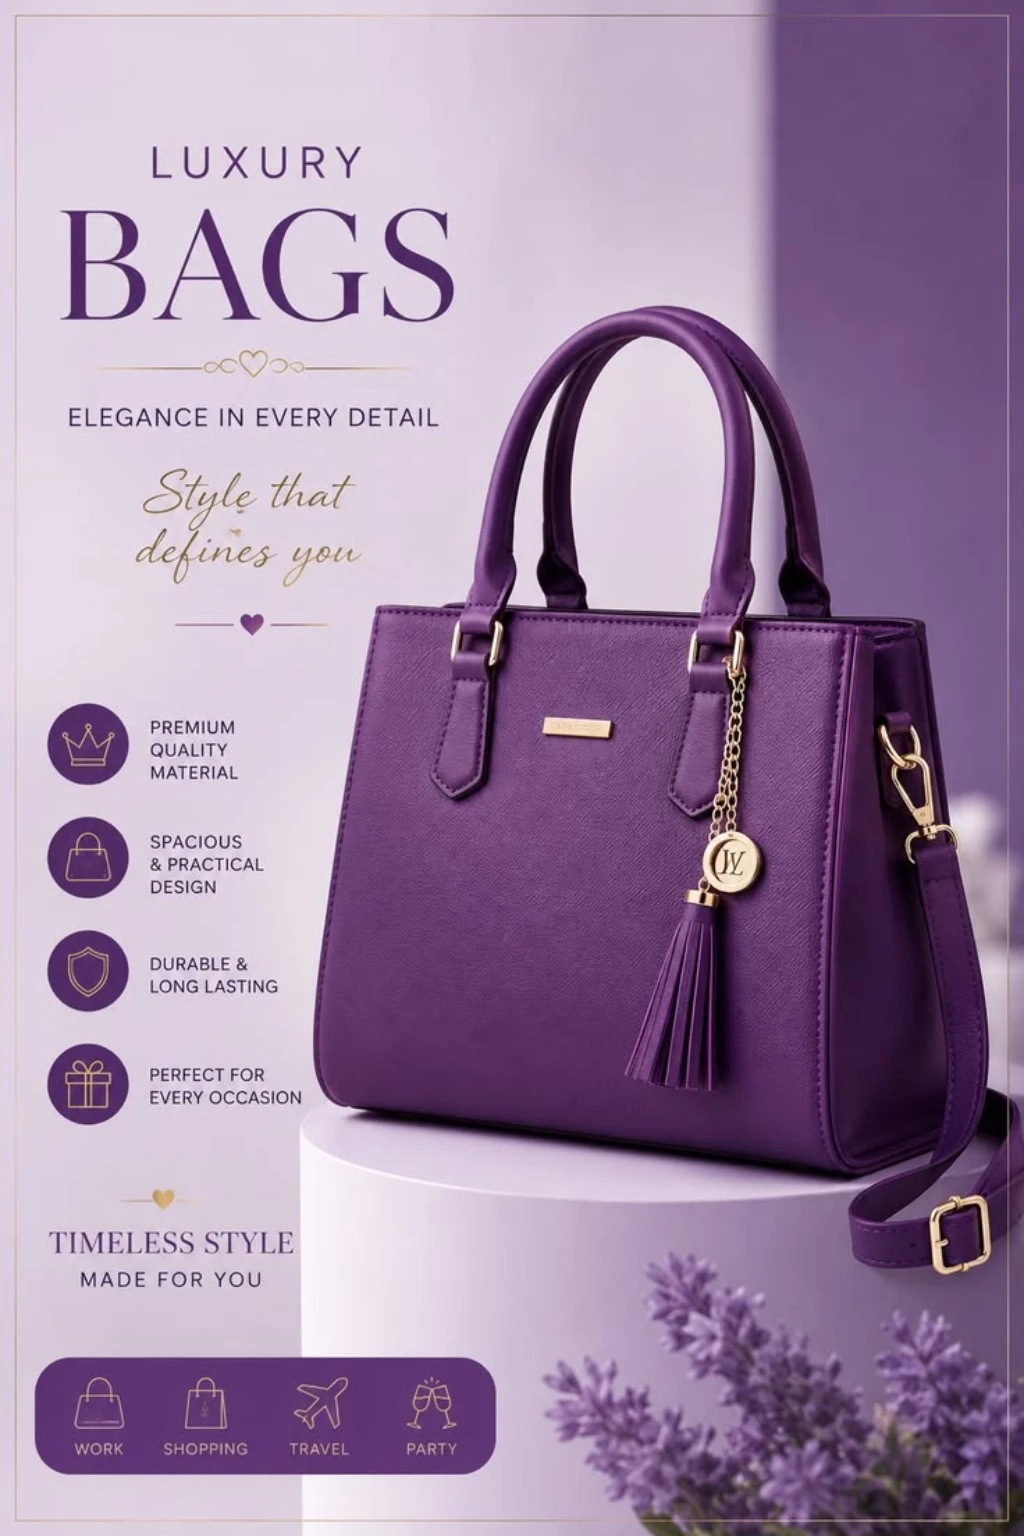 LUXURY
BAGS
ELEGANCE IN EVERY DETAIL
Style that
defines you
PREMIUM
QUALITY
MATERIAL
SPACIOUS
& PRACTICAL
DESIGN
DURABLE &
LONG LASTING
PERFECT FOR
EVERY OCCASION
TIMELESS STYLE
MADE FOR YOU
WORK
SHOPPING
TRAVEL
PARTY